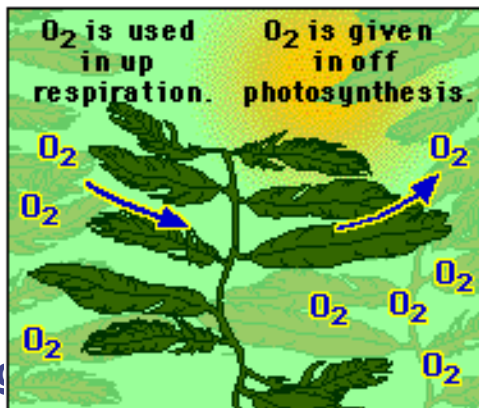 O₂ is used
in up
respiration.
O₂ is given
in off
photosynthesis.
O₂
O₂
O₂
O₂
O₂
O₂
O₂
O₂